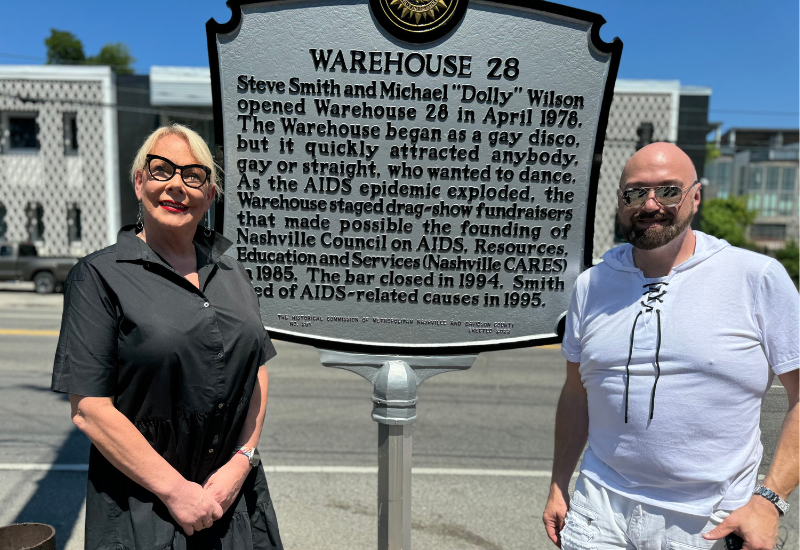 WAREHOUSE 28
Steve Smith and Michael "Dolly" Wilson
opened Warehouse 28 in April 1978.
The Warehouse began as a gay disco,
but it quickly attracted anybody,
gay or straight, who wanted to dance.
As the AIDS epidemic exploded, the
Warehouse staged drag-show fundraisers
that made possible the founding of
Nashville Council on AIDS, Resources,
Education and Services (Nashville CARES)
in 1985. The bar closed in 1994. Smith
ed of AIDS-related causes in 1995.
THE HISTORICAL COMMISSION OF METROPOLITAN NASHVILLE AND DAVIDSON COUNTY
NO.